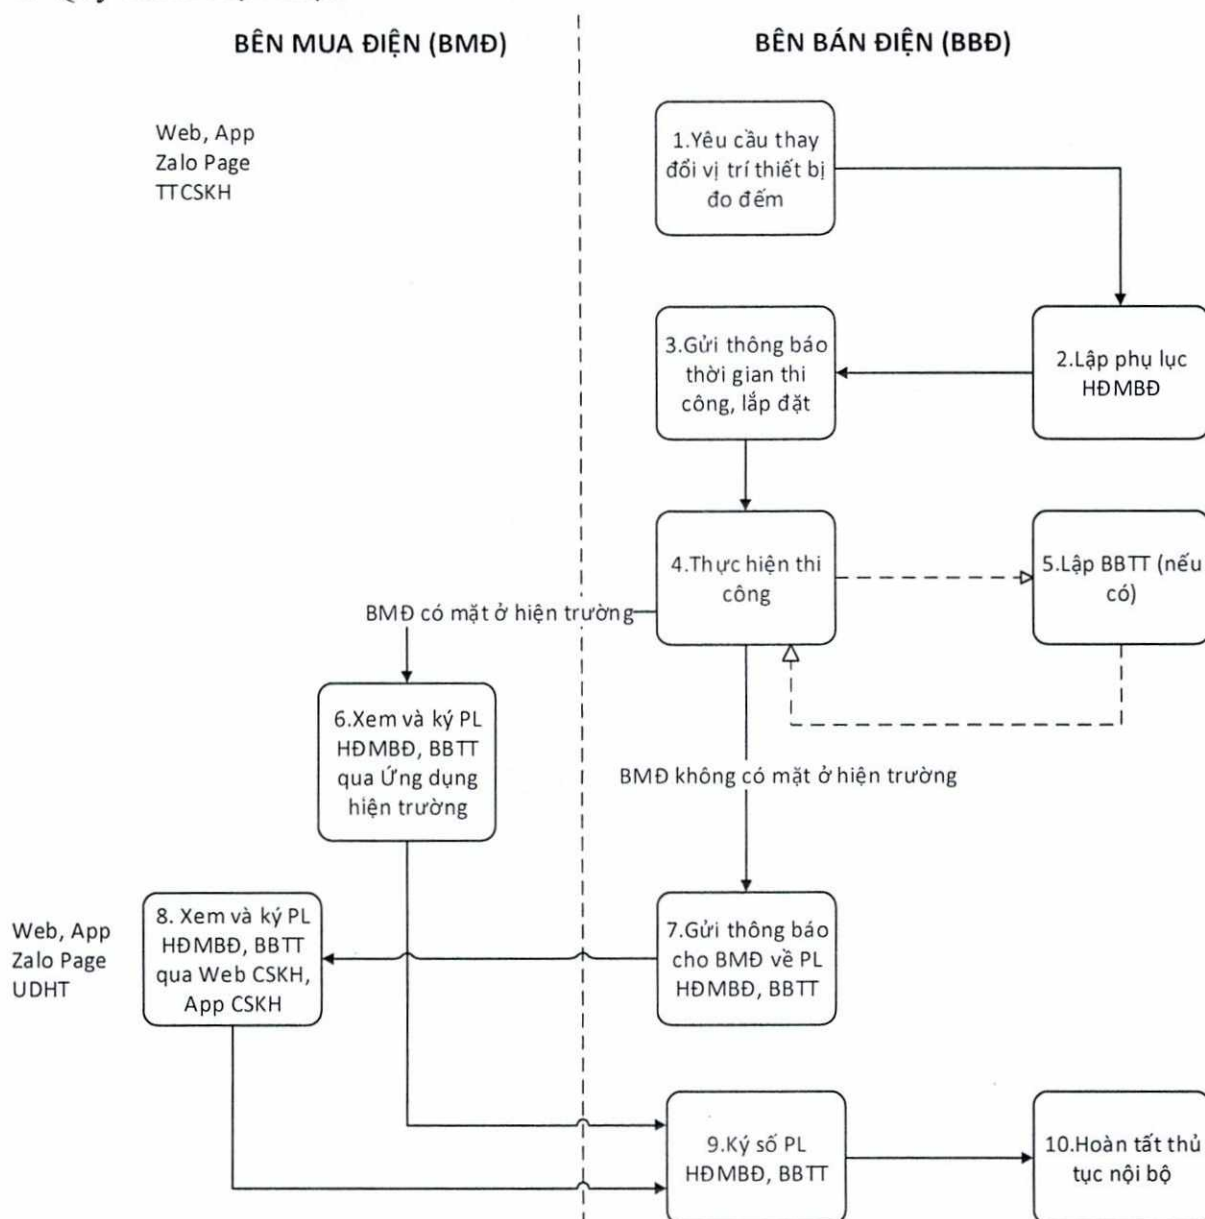 BÊN MUA ĐIỆN (BMĐ)
BÊN BÁN ĐIỆN (BBĐ)
Web, App
Zalo Page
TTCSKH
1.Yêu cầu thay
đổi vị trí thiết bị
đo đếm
3.Gửi thông báo
thời gian thi
công, lắp đặt
2.Lập phụ lục
HĐMBĐ
4.Thực hiện thi
công
5.Lập BBTT (nếu
có)
BMĐ có mặt ở hiện trường
6.Xem và ký PL
HĐMBĐ, BBTT
qua Ứng dụng
hiện trường
BMĐ không có mặt ở hiện trường
Web, App
Zalo Page
UDHT
8. Xem và ký PL
HĐMBĐ, BBTT
qua Web CSKH,
App CSKH
7.Gửi thông báo
cho BMĐ về PL
HĐMBĐ, BBTT
9.Ký số PL
HĐMBĐ, BBTT
10.Hoàn tất thủ
tục nội bộ